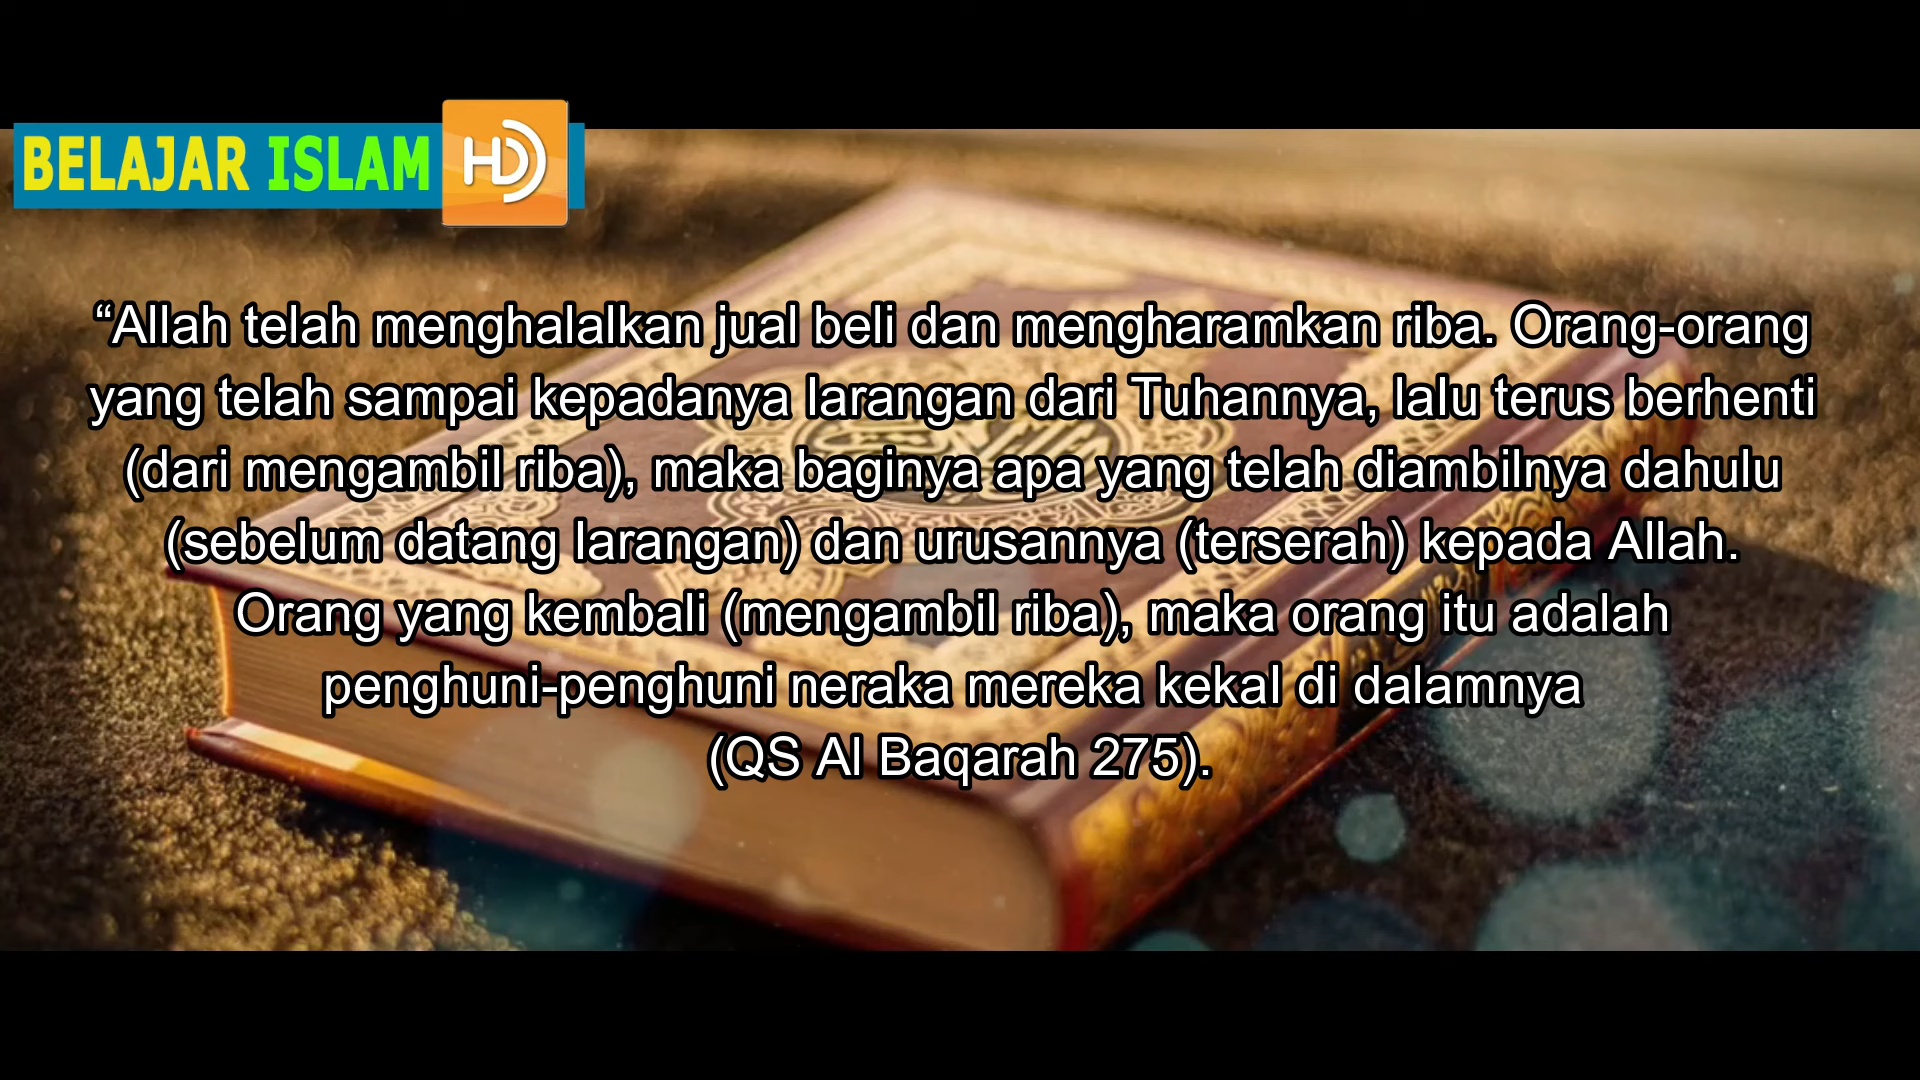 BELAJAR ISLAM HD
“Allah telah menghalalkan jual beli dan mengharamkan riba. Orang-orang
yang telah sampai kepadanya larangan dari Tuhannya, lalu terus berhenti
(dari mengambil riba), maka baginya apa yang telah diambilnya dahulu
(sebelum datang larangan) dan urusannya (terserah) kepada Allah.
Orang yang kembali (mengambil riba), maka orang itu adalah
penghuni-penghuni neraka mereka kekal di dalamnya
(QS Al Baqarah 275).